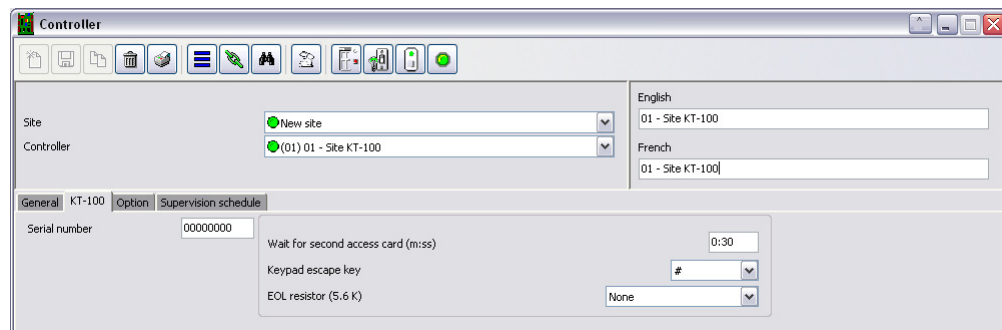 Controller
English
Site New site 01 - Site KT-100
Controller (01) 01 - Site KT-100 French
01 - Site KT-100
General KT-100 Option Supervision schedule
Serial number 00000000
Wait for second access card (m:ss) 0:30
Keypad escape key #
EOL resistor (5.6 K) None